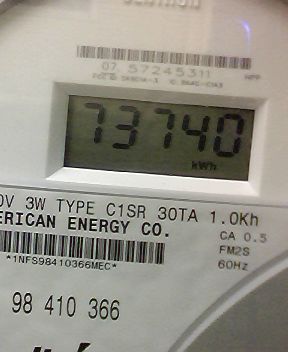 07 57245311
73740
kWh
3W TYPE C1SR 30TA 1.0Kh
ERICAN ENERGY CO.
CA 0.5
FM2S
60Hz
*1NFS98410366MEC*
98 410 366